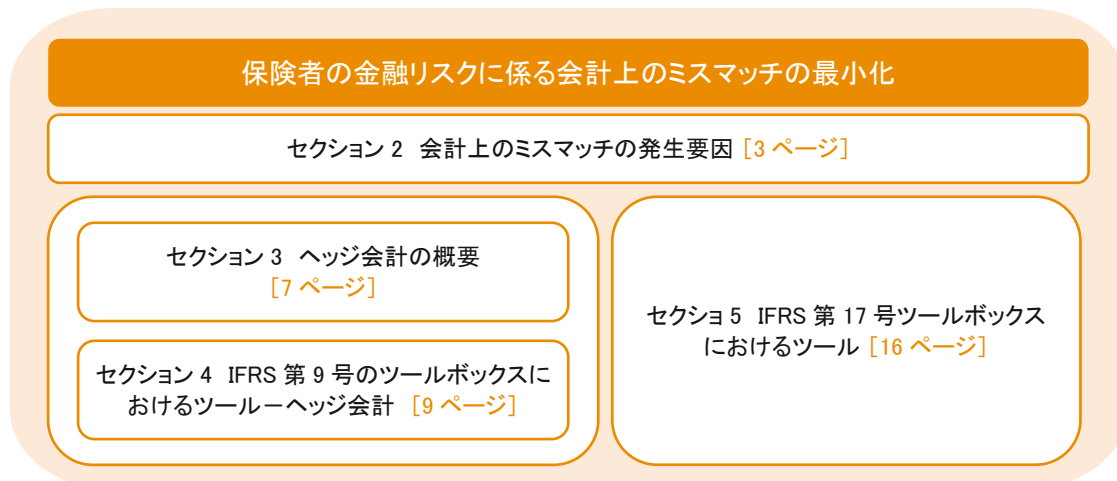 保険者の金融リスクに係る会計上のミスマッチの最小化
セクション 2 会計上のミスマッチの発生要因 [3 ページ]
セクション 3 ヘッジ会計の概要
[7 ページ]
セクション 4 IFRS 第 9 号のツールボックスに
おけるツール－ヘッジ会計 [9 ページ]
セクショ 5 IFRS 第 17 号ツールボックス
におけるツール [16 ページ]